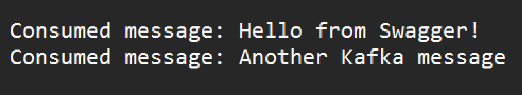 Consumed message: Hello from Swagger!
Consumed message: Another Kafka message